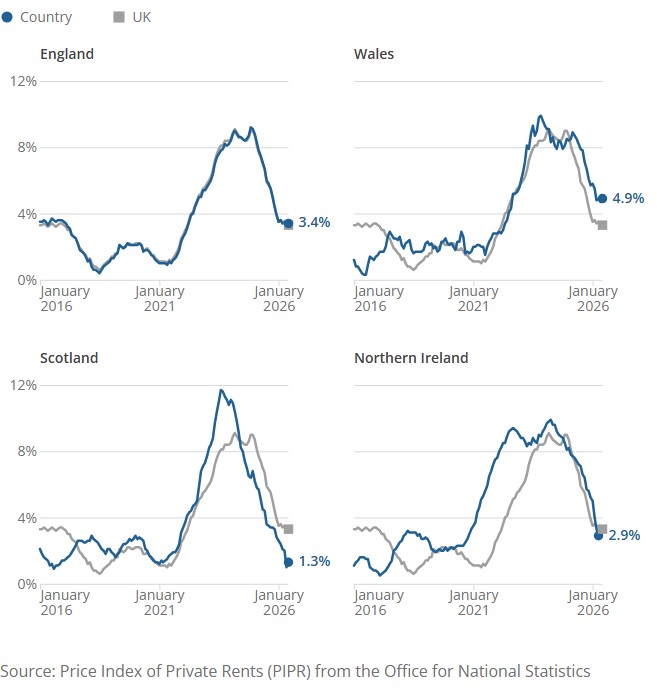 Country UK
England
Wales
12%
8%
4%
0%
3.4%
4.9%
January 2016
January 2021
January 2026
January 2016
January 2021
January 2026
Scotland
Northern Ireland
12%
8%
4%
0%
1.3%
2.9%
January 2016
January 2021
January 2026
January 2016
January 2021
January 2026
Source: Price Index of Private Rents (PIPR) from the Office for National Statistics